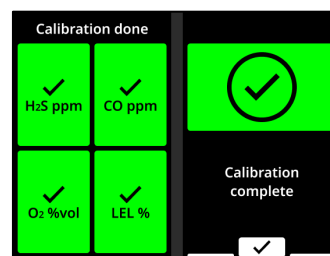 Calibration done
H2S ppm
CO ppm
O2 %vol
LEL %
Calibration
complete